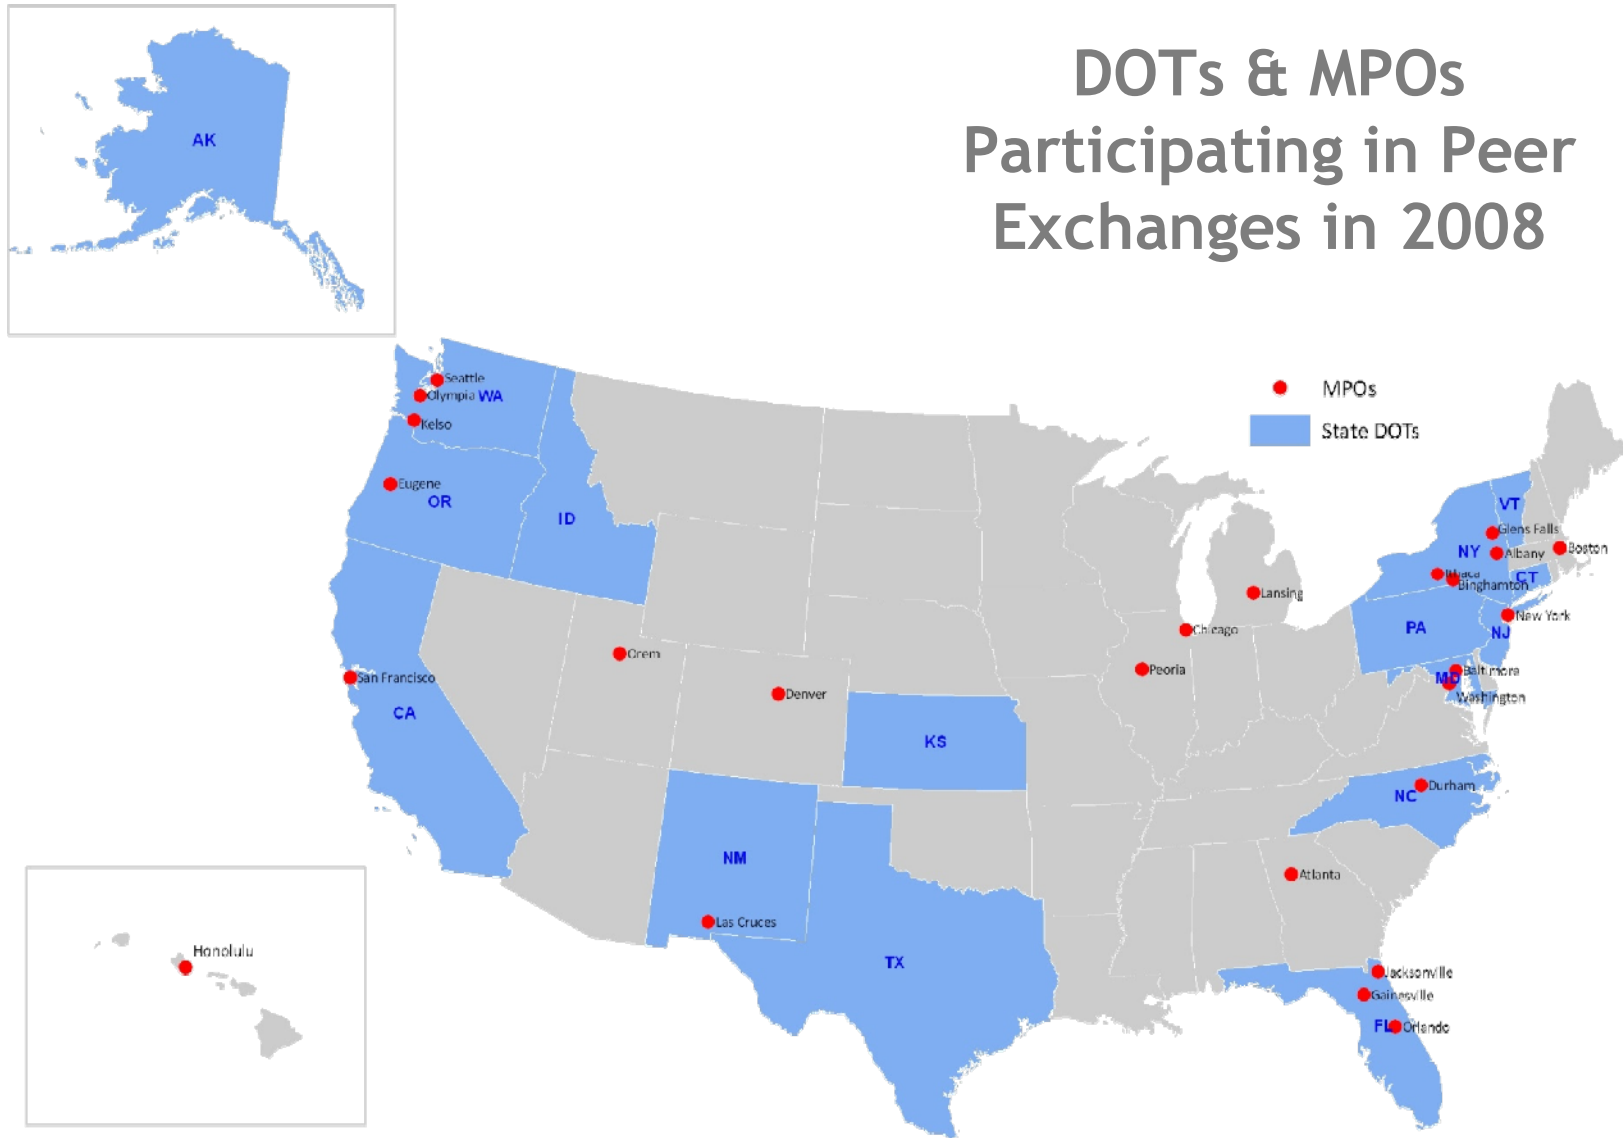 DOTs & MPOs
Participating in Peer
Exchanges in 2008
AK
MPOs
State DOTs
Seattle
Olympia WA
Kelso
Eugene
OR
ID
VT
Glens Falls
NY
Albany
Boston
Ithaca
Binghamton
CT
Lansing
New York
Chicago
PA
NJ
Orem
Peoria
Baltimore
MD
San Francisco
Denver
Washington
CA
KS
Durham
NC
NM
Atlanta
Las Cruces
Honolulu
TX
Jacksonville
Gainesville
FL
Orlando